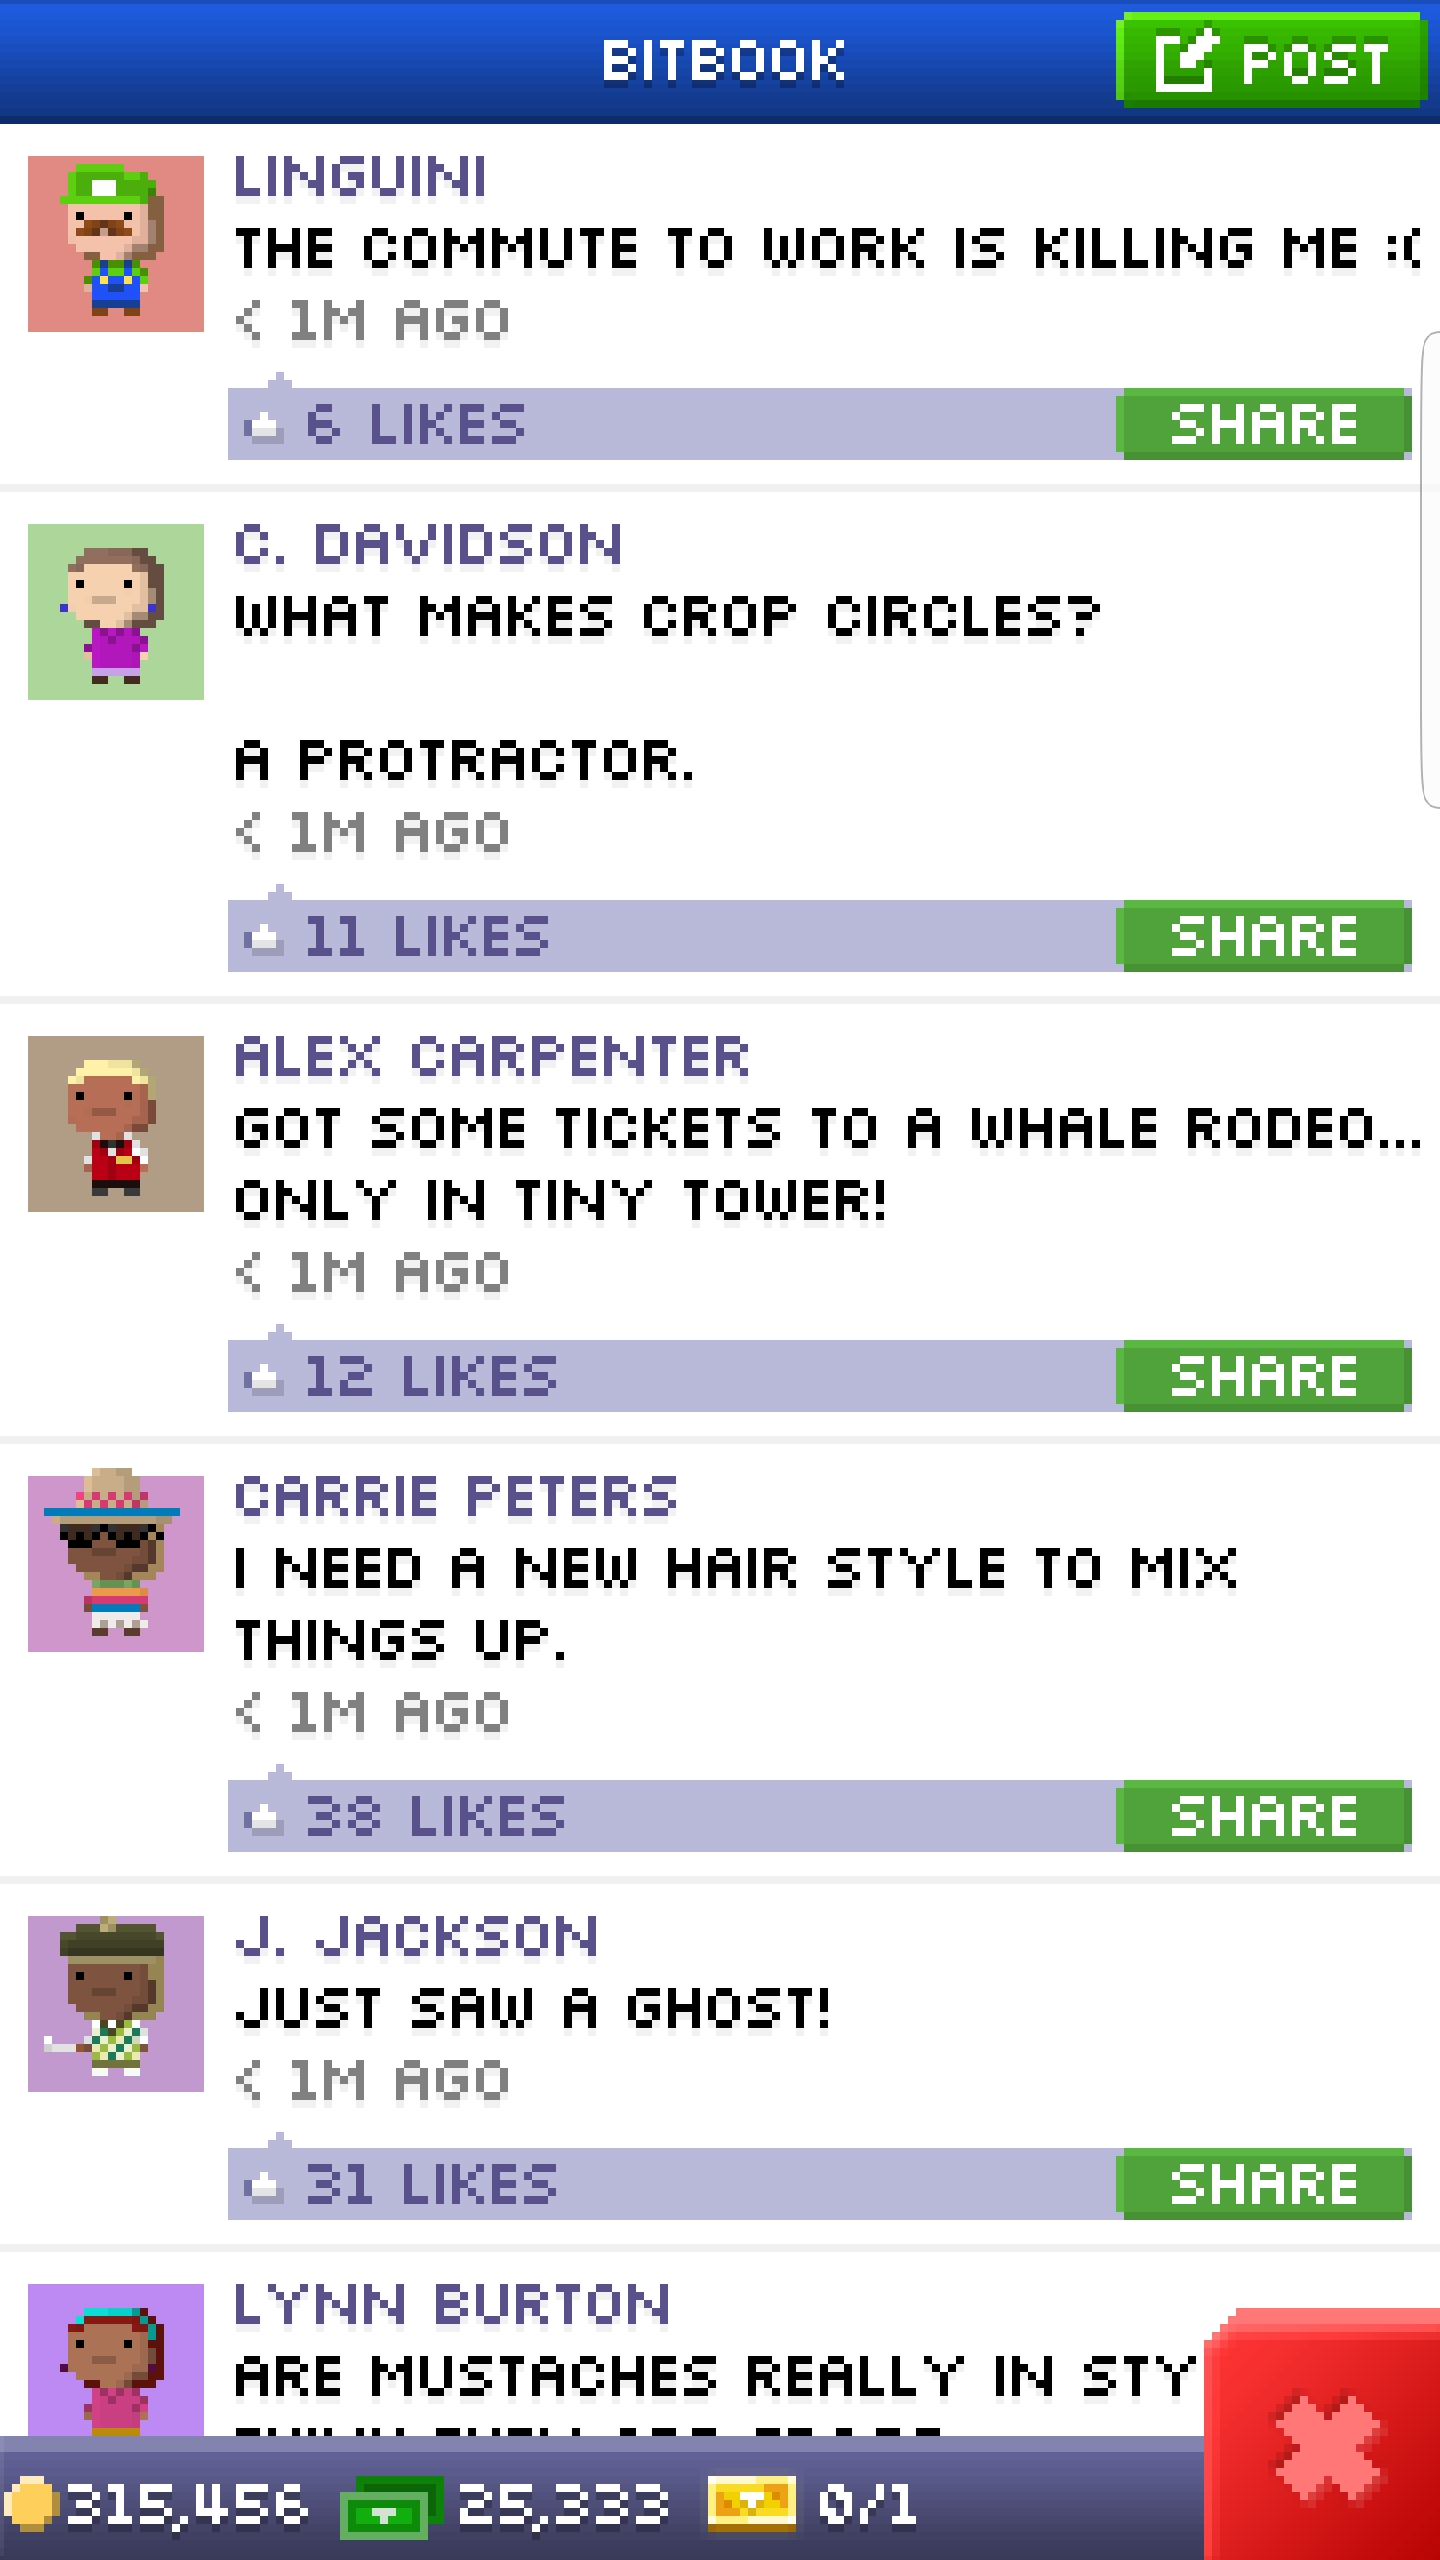 BITBOOK
POST
LINGUINI
THE COMMUTE TO WORK IS KILLING ME :(
< 1M AGO
6 LIKES
SHARE
C. DAVIDSON
WHAT MAKES CROP CIRCLES?
A PROTRACTOR.
< 1M AGO
11 LIKES
SHARE
ALEX CARPENTER
GOT SOME TICKETS TO A WHALE RODEO...
ONLY IN TINY TOWER!
< 1M AGO
12 LIKES
SHARE
CARRIE PETERS
I NEED A NEW HAIR STYLE TO MIX
THINGS UP.
< 1M AGO
38 LIKES
SHARE
J. JACKSON
JUST SAW A GHOST!
< 1M AGO
31 LIKES
SHARE
LYNN BURTON
ARE MUSTACHES REALLY IN STY
315,456
25,333
0/1